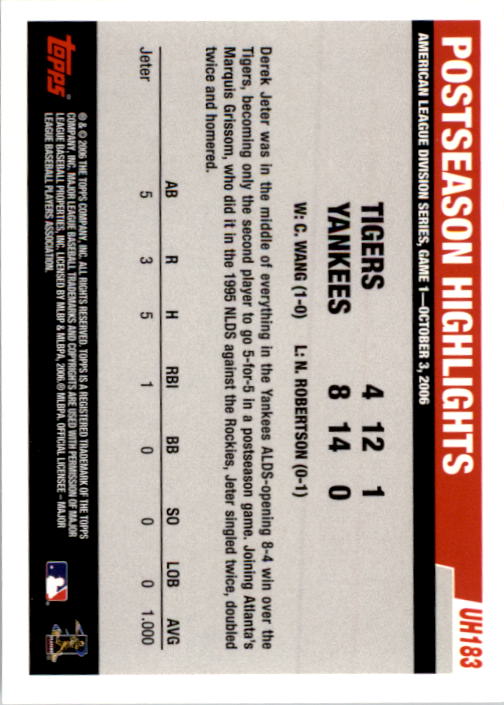 POSTSEASON HIGHLIGHTS
UH183
AMERICAN LEAGUE DIVISION SERIES, GAME 1—OCTOBER 3, 2006
TIGERS 4 12 1
YANKEES 8 14 0
W: C. WANG (1-0) L: N. ROBERTSON (0-1)
Derek Jeter was in the middle of everything in the Yankees ALDS-opening 8-4 win over the
Tigers, becoming only the second player to go 5-for-5 in a postseason game. Joining Atlanta's
Marquis Grissom, who did it in the 1995 NLDS against the Rockies, Jeter singled twice, doubled
twice and homered.
AB R H RBI BB SO LOB AVG
Jeter 5 3 5 1 0 0 0 1.000
topps
® & © 2006 THE TOPPS COMPANY, INC. ALL RIGHTS RESERVED. TOPPS IS A REGISTERED TRADEMARK OF THE TOPPS
COMPANY, INC. MAJOR LEAGUE BASEBALL TRADEMARKS AND COPYRIGHTS ARE USED WITH PERMISSION OF MAJOR
LEAGUE BASEBALL PROPERTIES, INC. LICENSED BY MLBP & MLBPA, 2006.© MLBPA. OFFICIAL LICENSEE – MAJOR
LEAGUE BASEBALL PLAYERS ASSOCIATION.